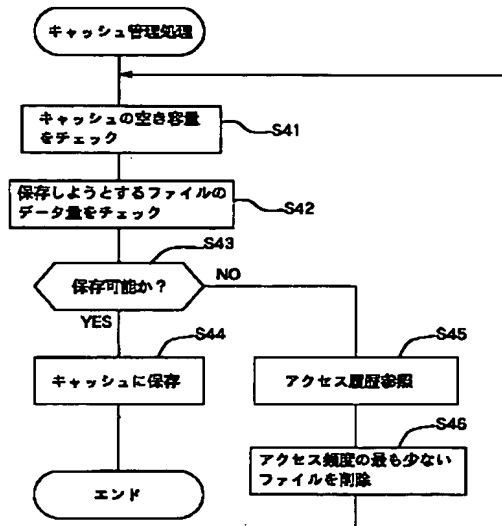 キャッシュ管理処理
キャッシュの空き容量
をチェック
S41
保存しようとするファイルの
データ量をチェック
S42
S43
保存可能か？
NO
YES
S44
キャッシュに保存
S45
アクセス履歴参照
S46
アクセス頻度の最も少ない
ファイルを削除
エンド